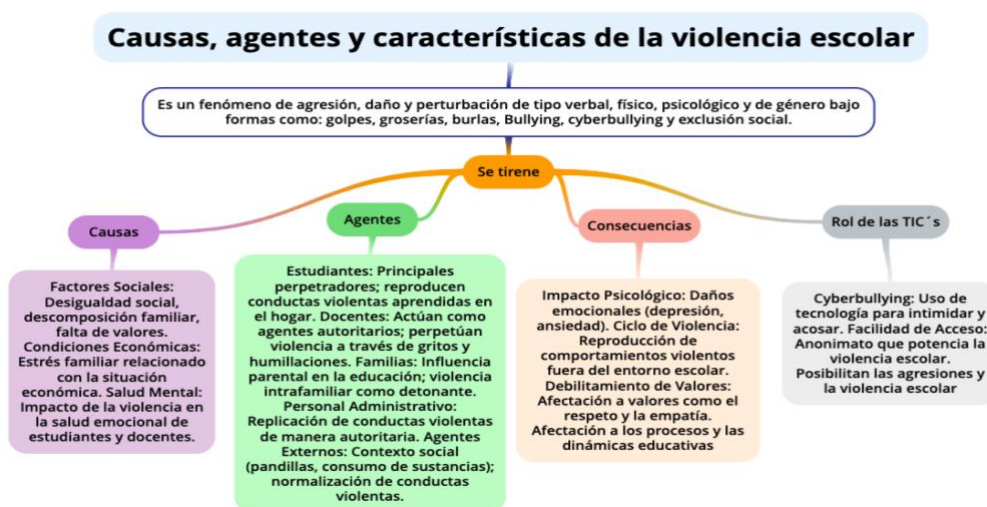 Causas, agentes y características de la violencia escolar
Es un fenómeno de agresión, daño y perturbación de tipo verbal, físico, psicológico y de género bajo
formas como: golpes, groserías, burlas, Bullying, cyberbullying y exclusión social.
Se tirene
Causas
Factores Sociales:
Desigualdad social,
descomposición familiar,
falta de valores.
Condiciones Económicas:
Estrés familiar relacionado
con la situación
económica. Salud Mental:
Impacto de la violencia en
la salud emocional de
estudiantes y docentes.
Agentes
Estudiantes: Principales
perpetradores; reproducen
conductas violentas aprendidas en
el hogar. Docentes: Actúan como
agentes autoritarios; perpetúan
violencia a través de gritos y
humillaciones. Familias: Influencia
parental en la educación; violencia
intrafamiliar como detonante.
Personal Administrativo:
Replicación de conductas violentas
de manera autoritaria. Agentes
Externos: Contexto social
(pandillas, consumo de sustancias);
normalización de conductas
violentas.
Consecuencias
Impacto Psicológico: Daños
emocionales (depresión,
ansiedad). Ciclo de Violencia:
Reproducción de
comportamientos violentos
fuera del entorno escolar.
Debilitamiento de Valores:
Afectación a valores como el
respeto y la empatía.
Afectación a los procesos y las
dinámicas educativas
Rol de las TIC´s
Cyberbullying: Uso de
tecnología para intimidar y
acosar. Facilidad de Acceso:
Anonimato que potencia la
violencia escolar.
Posibilitan las agresiones y
la violencia escolar